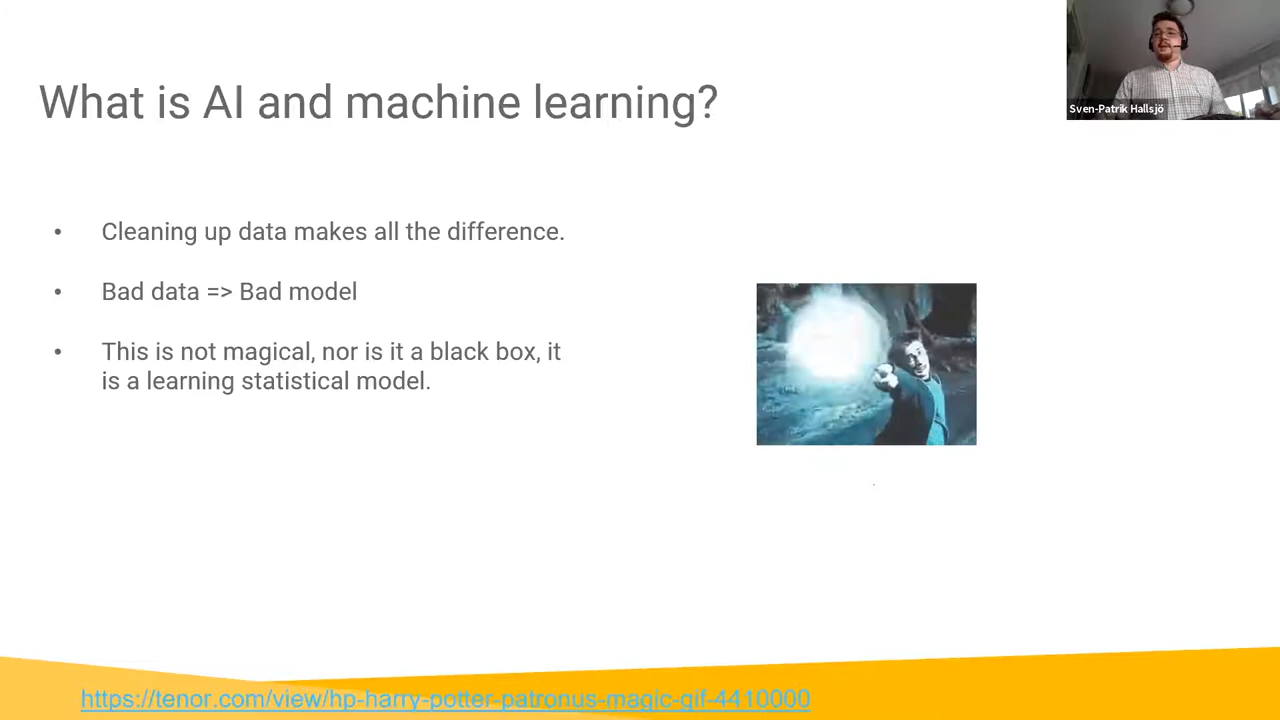 What is AI and machine learning?
Sven-Patrik Hallsjö
• Cleaning up data makes all the difference.
• Bad data => Bad model
• This is not magical, nor is it a black box, it
is a learning statistical model.
https://tenor.com/view/hp-harry-potter-patronus-magic-gif-4410000